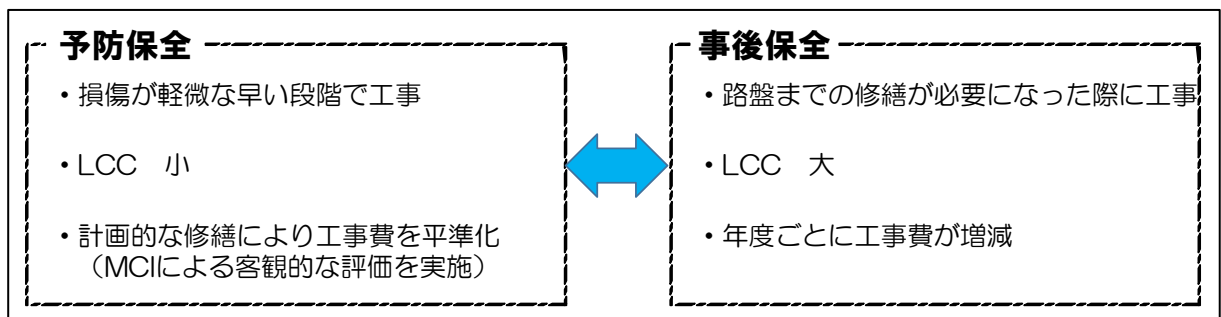 予防保全
・損傷が軽微な早い段階で工事
・LCC　小
・計画的な修繕により工事費を平準化
（MCIによる客観的な評価を実施）
事後保全
・路盤までの修繕が必要になった際に工事
・LCC　大
・年度ごとに工事費が増減